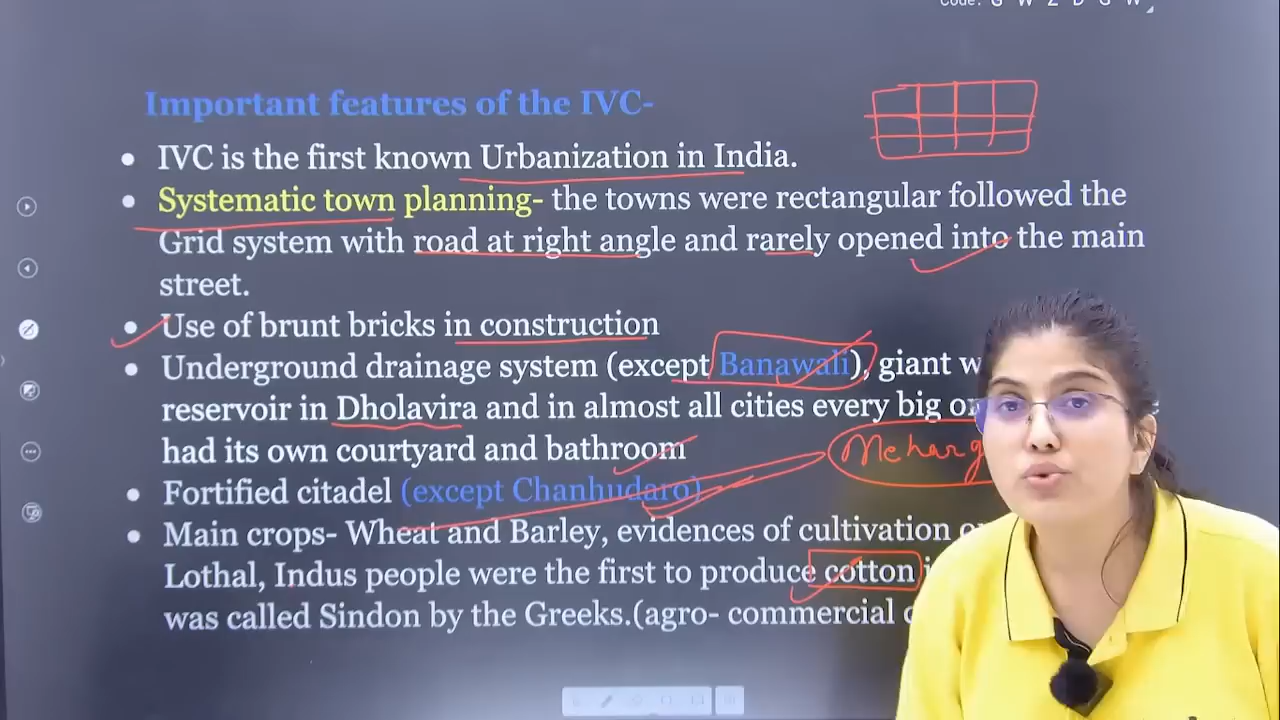 Code: G W Z D G W
Important features of the IVC-
• IVC is the first known Urbanization in India.
• Systematic town planning- the towns were rectangular followed the
Grid system with road at right angle and rarely opened into the main
street.
• Use of brunt bricks in construction
• Underground drainage system (except Banawali), giant w
reservoir in Dholavira and in almost all cities every big or
had its own courtyard and bathroom
Meharg
• Fortified citadel (except Chanhudaro)
• Main crops- Wheat and Barley, evidences of cultivation o
Lothal, Indus people were the first to produce cotton i
was called Sindon by the Greeks.(agro- commercial c